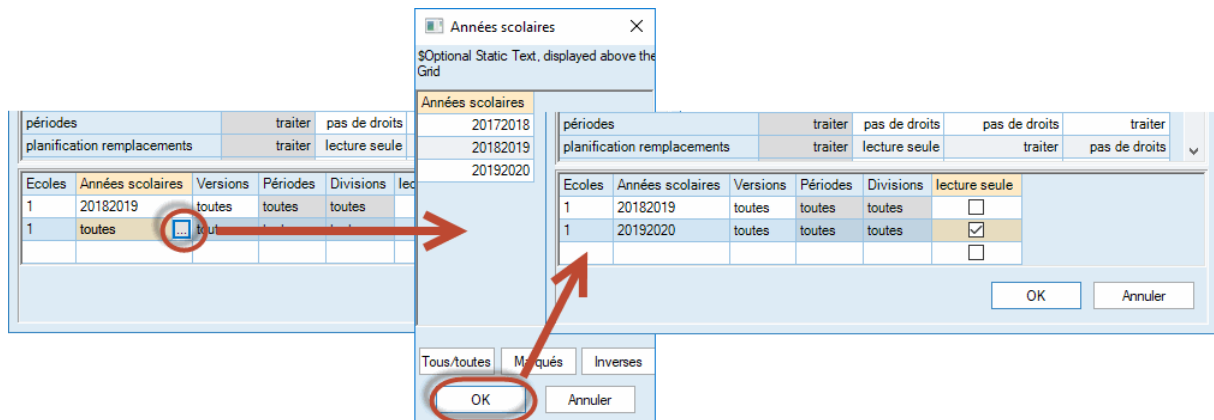 Années scolaires
$Optional Static Text, displayed above the
Grid
Années scolaires
20172018
20182019
20192020
Tous/toutes Marqués Inverses
OK Annuler
périodes traiter pas de droits
planification remplacements traiter lecture seule
Ecoles Années scolaires Versions Périodes Divisions lec
1 20182019 toutes toutes toutes
1 toutes ... toutes toutes
périodes traiter pas de droits pas de droits traiter
planification remplacements traiter lecture seule traiter pas de droits
Ecoles Années scolaires Versions Périodes Divisions lecture seule
1 20182019 toutes toutes toutes
1 20192020 toutes toutes toutes
OK Annuler